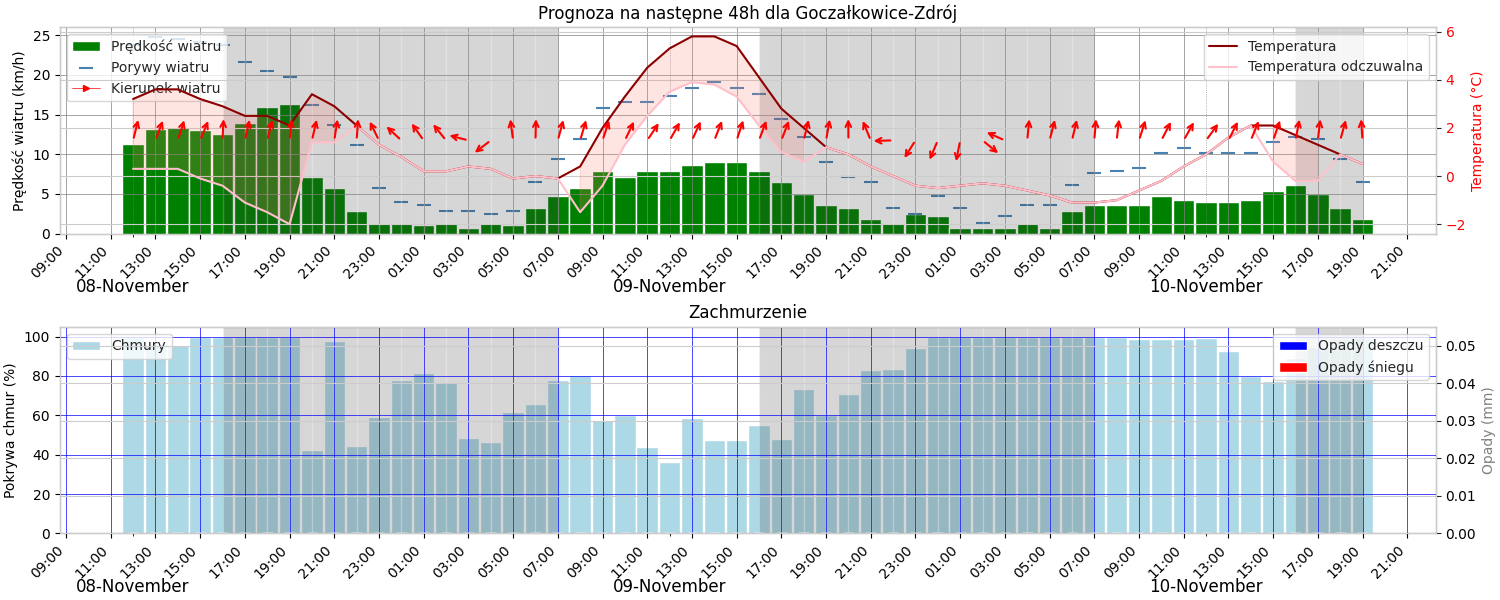 Prognoza na następne 48h dla Goczałkowice-Zdrój
Prędkość wiatru (km/h)
25
20
15
10
5
0
Prędkość wiatru
Porywy wiatru
Kierunek wiatru
Temperatura
Temperatura odczuwalna
6
4
2
0
−2
Temperatura (°C)
09:00 11:00 13:00 15:00 17:00 19:00 21:00 23:00 01:00 03:00 05:00 07:00 09:00 11:00 13:00 15:00 17:00 19:00 21:00 23:00 01:00 03:00 05:00 07:00 09:00 11:00 13:00 15:00 17:00 19:00 21:00
08-November 09-November 10-November
Zachmurzenie
Pokrywa chmur (%)
100
80
60
40
20
0
Chmury
Opady deszczu
Opady śniegu
0.05
0.04
0.03
0.02
0.01
0.00
Opady (mm)
09:00 11:00 13:00 15:00 17:00 19:00 21:00 23:00 01:00 03:00 05:00 07:00 09:00 11:00 13:00 15:00 17:00 19:00 21:00 23:00 01:00 03:00 05:00 07:00 09:00 11:00 13:00 15:00 17:00 19:00 21:00
08-November 09-November 10-November